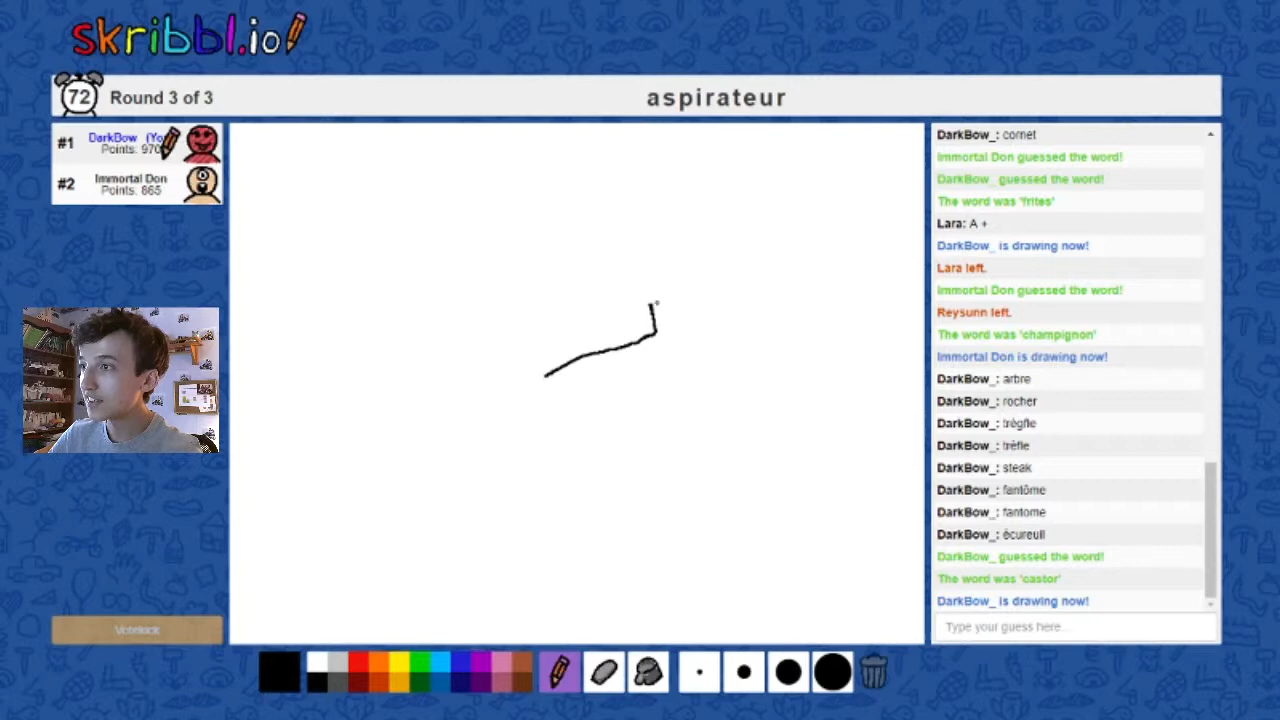 skribbl.io
72
Round 3 of 3
aspirateur
#1
DarkBow_ (Yo
Points: 970
#2
Immortal Don
Points: 865
DarkBow_: cornet
Immortal Don guessed the word!
DarkBow_ guessed the word!
The word was 'frites'
Lara: A +
DarkBow_ is drawing now!
Lara left.
Immortal Don guessed the word!
Reysunn left.
The word was 'champignon'
Immortal Don is drawing now!
DarkBow_: arbre
DarkBow_: rocher
DarkBow_: trègfle
DarkBow_: trèfle
DarkBow_: steak
DarkBow_: fantôme
DarkBow_: fantome
DarkBow_: écureuil
DarkBow_ guessed the word!
The word was 'castor'
DarkBow_ is drawing now!
Type your guess here...
Votekick